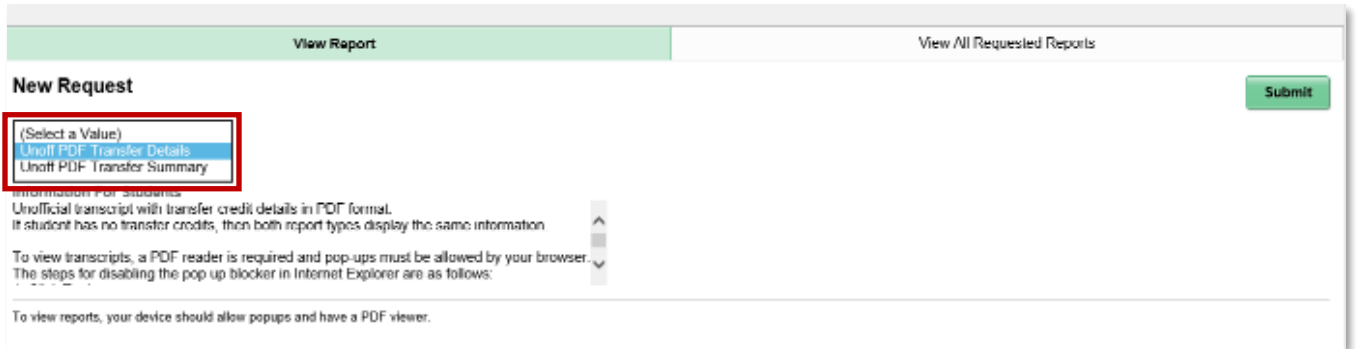 View Report
View All Requested Reports
New Request
Submit
(Select a Value)
Unoff PDF Transfer Details
Unoff PDF Transfer Summary
Information For Students
Unofficial transcript with transfer credit details in PDF format.
If student has no transfer credits, then both report types display the same information.
To view transcripts, a PDF reader is required and pop-ups must be allowed by your browser.
The steps for disabling the pop up blocker in Internet Explorer are as follows:
To view reports, your device should allow popups and have a PDF viewer.